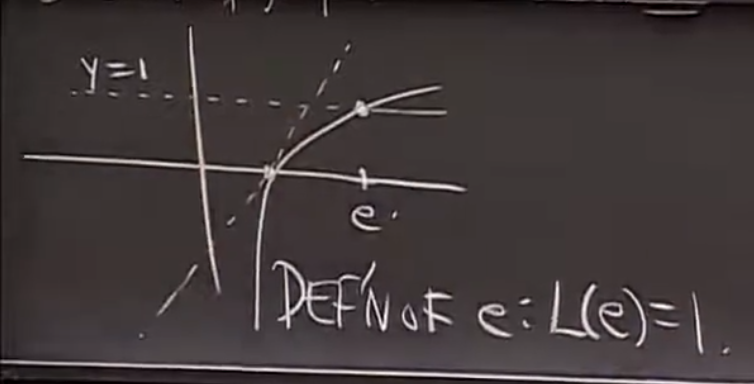 y=1
e.
DEF'N OF e: L(e)=1.